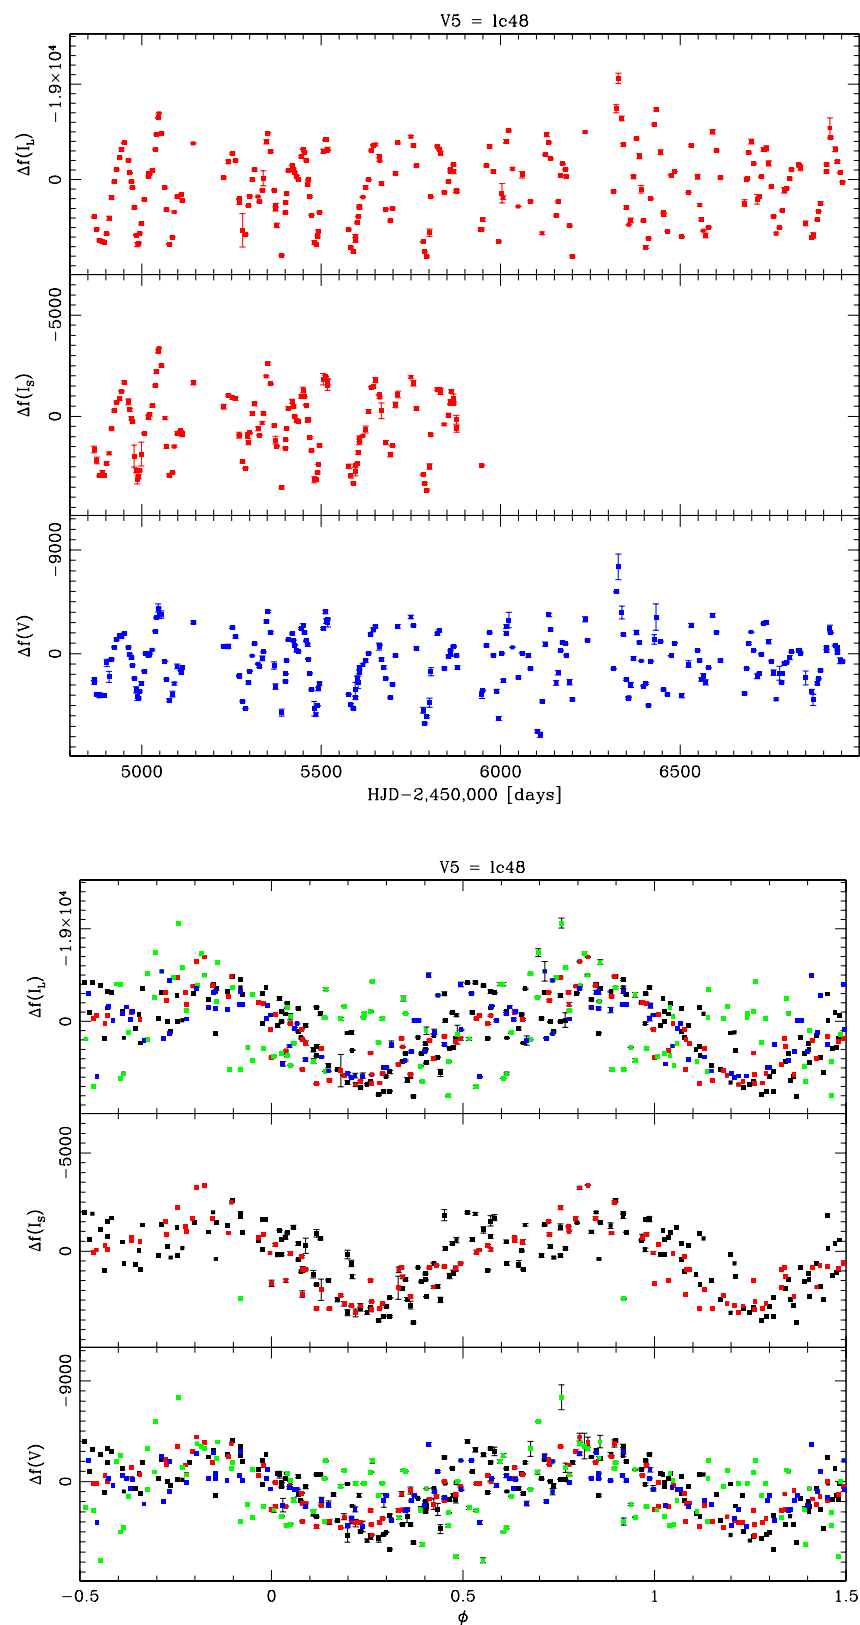 V5 = lc48
−1.9×10⁴
0
Δf(I_L)
−5000
0
Δf(I_S)
−9000
0
Δf(V)
5000 5500 6000 6500
HJD−2,450,000 [days]
V5 = lc48
−1.9×10⁴
0
Δf(I_L)
−5000
0
Δf(I_S)
−9000
0
Δf(V)
−0.5 0 0.5 1 1.5
ϕ